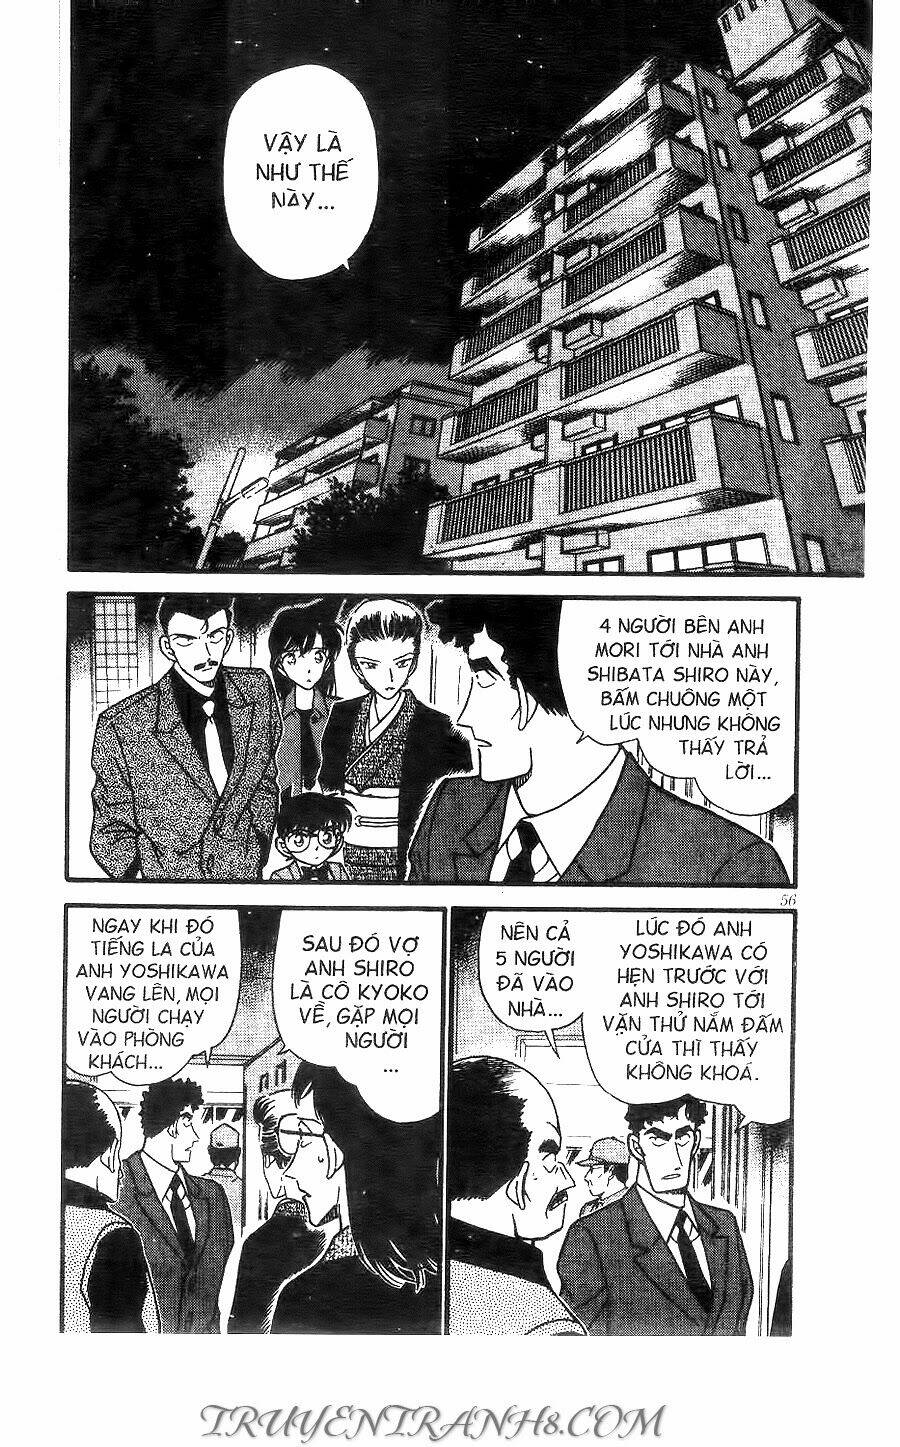 VẬY LÀ
NHƯ THẾ
NÀY...
4 NGƯỜI BÊN ANH
MORI TỚI NHÀ ANH
SHIBATA SHIRO NÀY,
BẤM CHUÔNG MỘT
LÚC NHƯNG KHÔNG
THẤY TRẢ
LỜI...
56
LÚC ĐÓ ANH
YOSHIKAWA CÓ
HẸN TRƯỚC VỚI
ANH SHIRO TỚI
VẶN THỬ NẮM ĐẤM
CỬA THÌ THẤY
KHÔNG KHOÁ.
NÊN CẢ
5 NGƯỜI
ĐÃ VÀO
NHÀ...
SAU ĐÓ VỢ
ANH SHIRO
LÀ CÔ KYOKO
VỀ, GẶP MỌI
NGƯỜI
...
NGAY KHI ĐÓ
TIẾNG LA CỦA
ANH YOSHIKAWA
VANG LÊN, MỌI
NGƯỜI CHẠY
VÀO PHÒNG
KHÁCH...
TRUYENTRANH8.COM